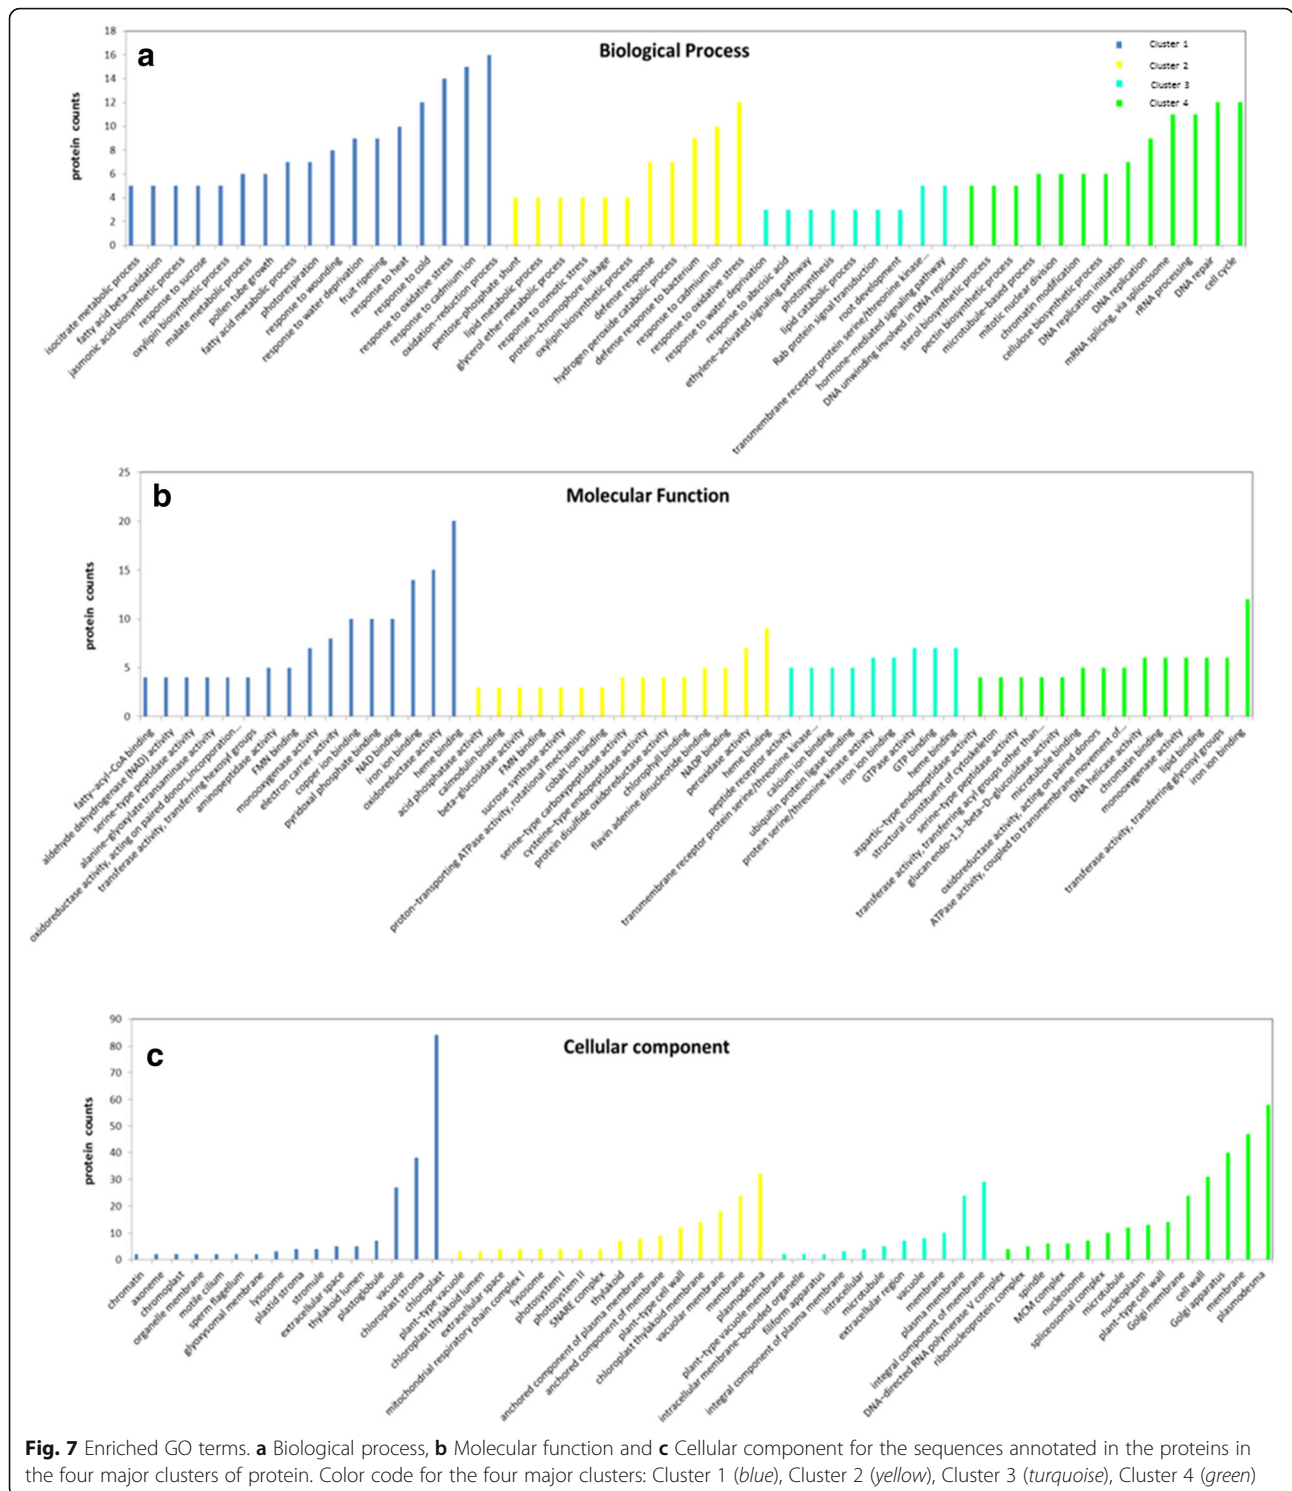 a
Biological Process
Cluster 1
Cluster 2
Cluster 3
Cluster 4
protein counts
18
16
14
12
10
8
6
4
2
0
isocitrate metabolic process
fatty acid beta-oxidation
jasmonic acid biosynthetic process
response to sucrose
oxylipin biosynthetic process
malate metabolic process
pollen tube growth
fatty acid metabolic process
photorespiration
response to wounding
response to water deprivation
fruit ripening
response to heat
response to cold
response to oxidative stress
response to cadmium ion
oxidation-reduction process
pentose-phosphate shunt
lipid metabolic process
glycerol ether metabolic process
response to osmotic stress
protein-chromophore linkage
oxylipin biosynthetic process
defense response
hydrogen peroxide catabolic process
defense response to bacterium
response to cadmium ion
response to oxidative stress
response to water deprivation
response to abscisic acid
ethylene-activated signaling pathway
photosynthesis
lipid catabolic process
Rab protein signal transduction
root development
transmembrane receptor protein serine/threonine kinase...
hormone-mediated signaling pathway
DNA unwinding involved in DNA replication
sterol biosynthetic process
pectin biosynthetic process
microtubule-based process
mitotic nuclear division
chromatin modification
cellulose biosynthetic process
DNA replication initiation
DNA replication
mRNA splicing, via spliceosome
rRNA processing
DNA repair
cell cycle
b
Molecular Function
protein counts
25
20
15
10
5
0
fatty-acyl-CoA binding
aldehyde dehydrogenase (NAD) activity
serine-type peptidase activity
alanine-glyoxylate transaminase activity
oxidoreductase activity, acting on paired donors,incorporation...
transferase activity, transferring hexosyl groups
aminopeptidase activity
FMN binding
monooxygenase activity
electron carrier activity
copper ion binding
pyridoxal phosphate binding
NAD binding
iron ion binding
oxidoreductase activity
heme binding
acid phosphatase activity
calmodulin binding
beta-glucosidase activity
FMN binding
sucrose synthase activity
proton-transporting ATPase activity, rotational mechanism
cobalt ion binding
serine-type carboxypeptidase activity
cysteine-type endopeptidase activity
protein disulfide oxidoreductase activity
chlorophyll binding
flavin adenine dinucleotide binding
NADP binding
peroxidase activity
heme binding
peptide receptor activity
transmembrane receptor protein serine/threonine kinase...
calcium ion binding
ubiquitin protein ligase binding
protein serine/threonine kinase activity
iron ion binding
GTPase activity
GTP binding
heme binding
aspartic-type endopeptidase activity
structural constituent of cytoskeleton
serine-type peptidase activity
transferase activity, transferring acyl groups other than...
glucan endo-1,3-beta-D-glucosidase activity
microtubule binding
oxidoreductase activity, acting on paired donors
ATPase activity, coupled to transmembrane movement of...
DNA helicase activity
chromatin binding
monooxygenase activity
lipid binding
transferase activity, transferring glycosyl groups
iron ion binding
c
Cellular component
protein counts
90
80
70
60
50
40
30
20
10
0
chromatin
axoneme
chromoplast
organelle membrane
motile cilium
sperm flagellum
glyoxysomal membrane
lysosome
plastid stroma
stromule
extracellular space
thylakoid lumen
plastoglobule
vacuole
chloroplast stroma
chloroplast
plant-type vacuole
chloroplast thylakoid lumen
extracellular space
mitochondrial respiratory chain complex I
lysosome
photosystem I
photosystem II
SNARE complex
thylakoid
anchored component of plasma membrane
anchored component of membrane
plant-type cell wall
chloroplast thylakoid membrane
vacuolar membrane
membrane
plasmodesma
plant-type vacuole membrane
intracellular membrane-bounded organelle
filiform apparatus
integral component of plasma membrane
intracellular
microtubule
extracellular region
vacuole
membrane
plasma membrane
integral component of membrane
DNA-directed RNA polymerase V complex
ribonucleoprotein complex
spindle
MCM complex
nucleosome
spliceosomal complex
microtubule
nucleoplasm
plant-type cell wall
Golgi membrane
cell wall
Golgi apparatus
membrane
plasmodesma
Fig. 7 Enriched GO terms. a Biological process, b Molecular function and c Cellular component for the sequences annotated in the proteins in
the four major clusters of protein. Color code for the four major clusters: Cluster 1 (blue), Cluster 2 (yellow), Cluster 3 (turquoise), Cluster 4 (green)